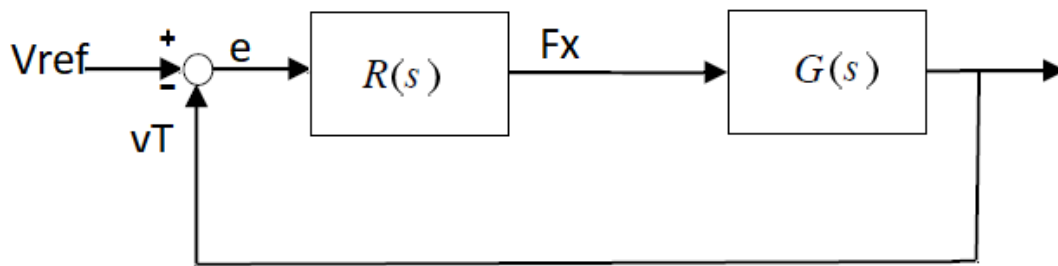 Vref
+
-
e
R(s)
Fx
G(s)
vT